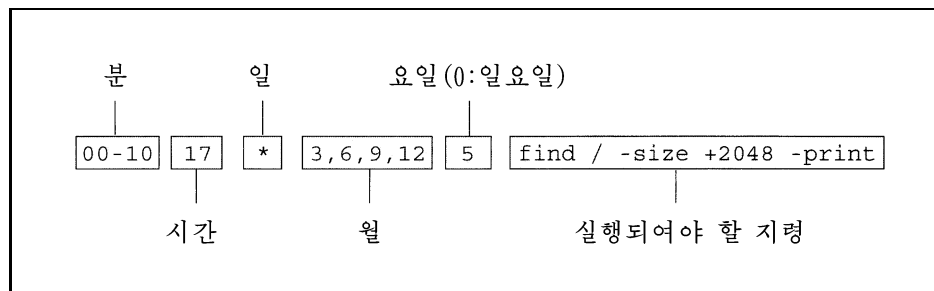 분 일 요일(0:일요일)
00-10 17 * 3,6,9,12 5 find / -size +2048 -print
시간 월 실행되여야 할 지령